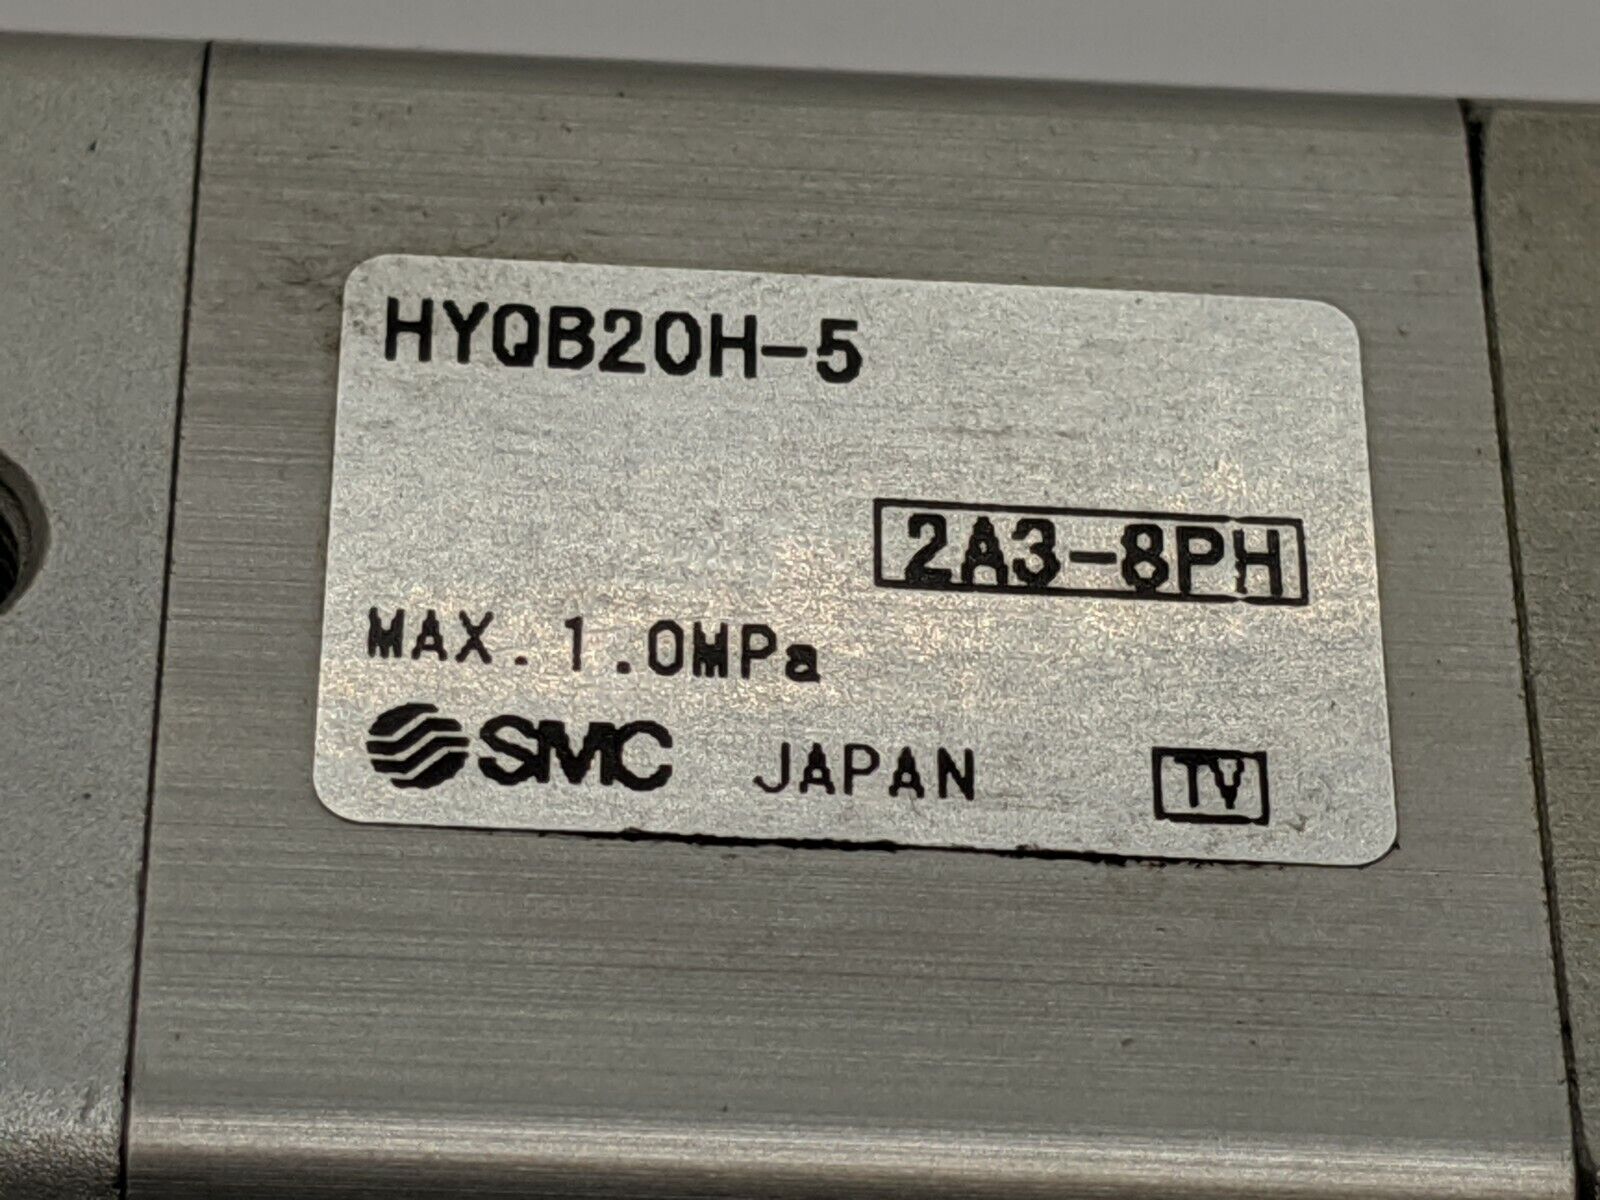 HYQB20H-5
2A3-8PH
MAX. 1.0MPa
SMC JAPAN TV